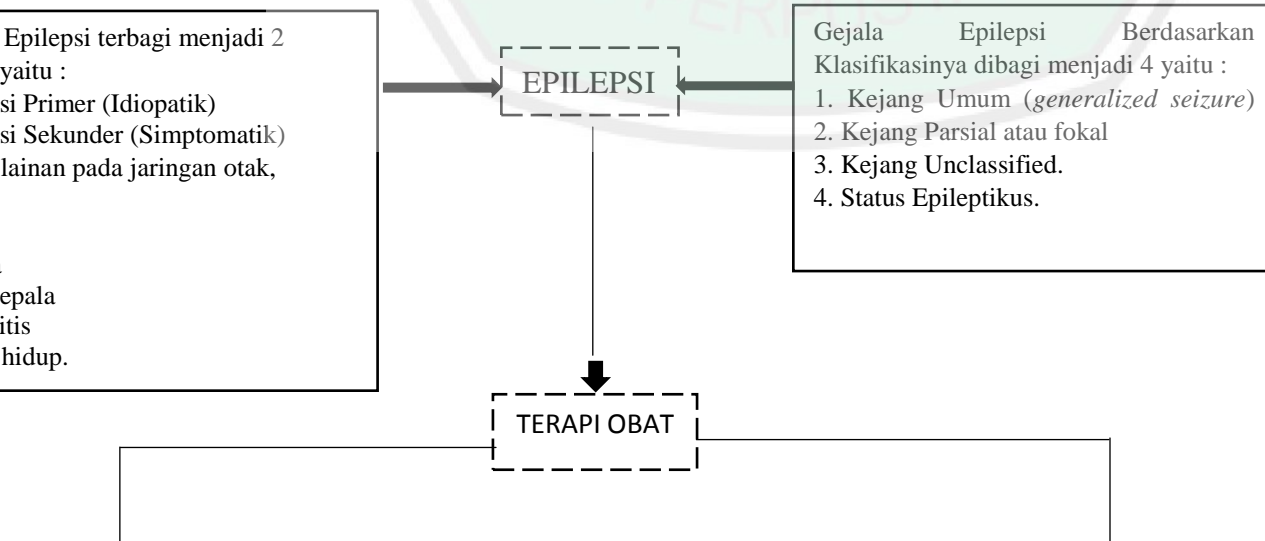 Epilepsi terbagi menjadi 2
yaitu :
si Primer (Idiopatik)
si Sekunder (Simptomatik)
lainan pada jaringan otak,
epala
itis
hidup.
EPILEPSI
Gejala Epilepsi Berdasarkan
Klasifikasinya dibagi menjadi 4 yaitu :
1. Kejang Umum (generalized seizure)
2. Kejang Parsial atau fokal
3. Kejang Unclassified.
4. Status Epileptikus.
TERAPI OBAT